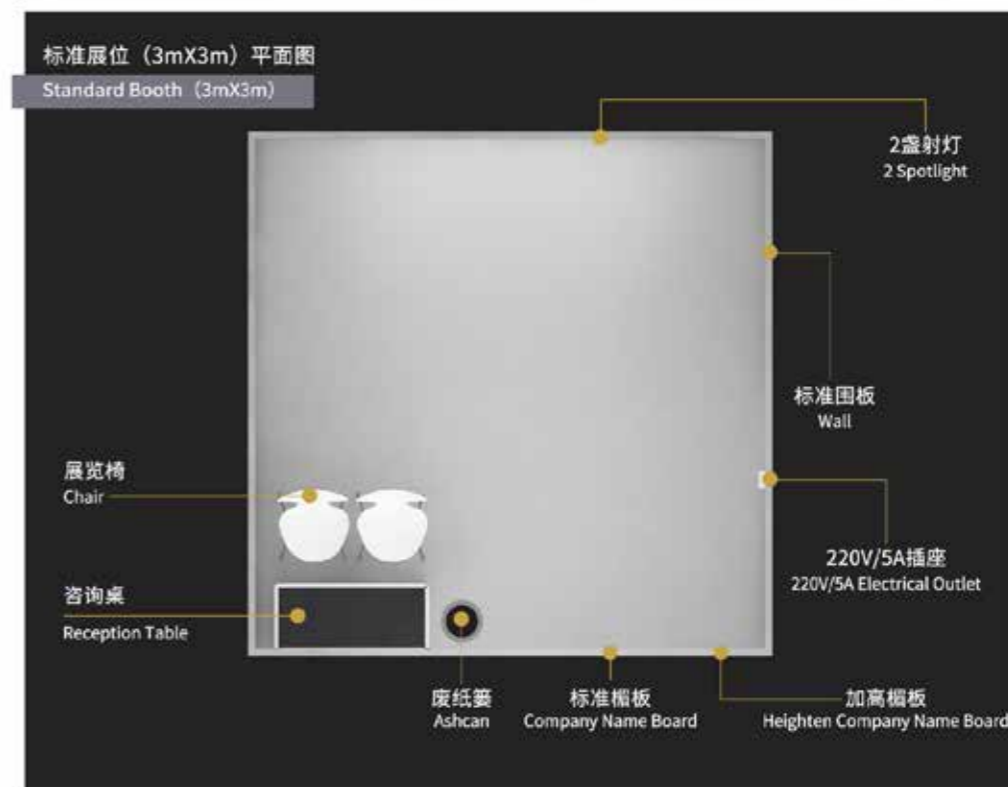 标准展位（3mX3m）平面图
Standard Booth（3mX3m）
2盏射灯
2 Spotlight
标准围板
Wall
展览椅
Chair
220V/5A插座
220V/5A Electrical Outlet
咨询桌
Reception Table
废纸篓
Ashcan
标准楣板
Company Name Board
加高楣板
Heighten Company Name Board